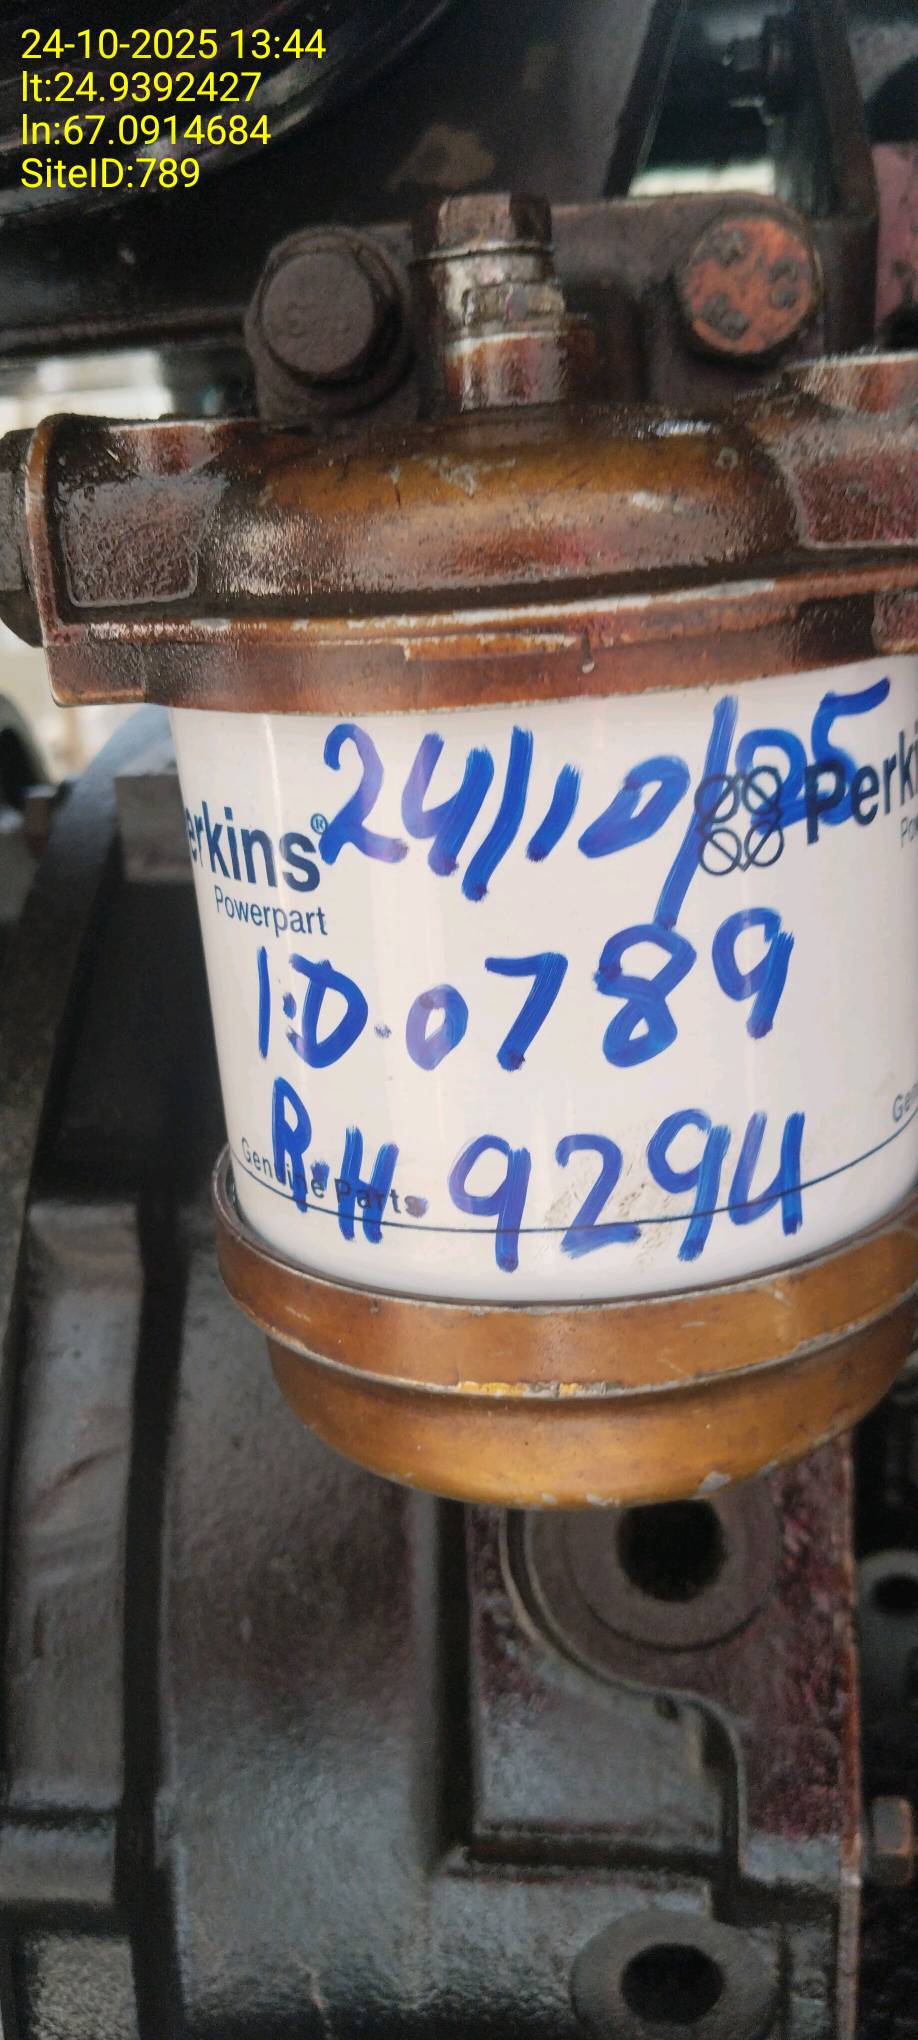 24-10-2025 13:44
lt:24.9392427
ln:67.0914684
SiteID:789
24/10/25
erkins®
Powerpart
Perki
I.D.0789
R.H.9294
Genuine Parts